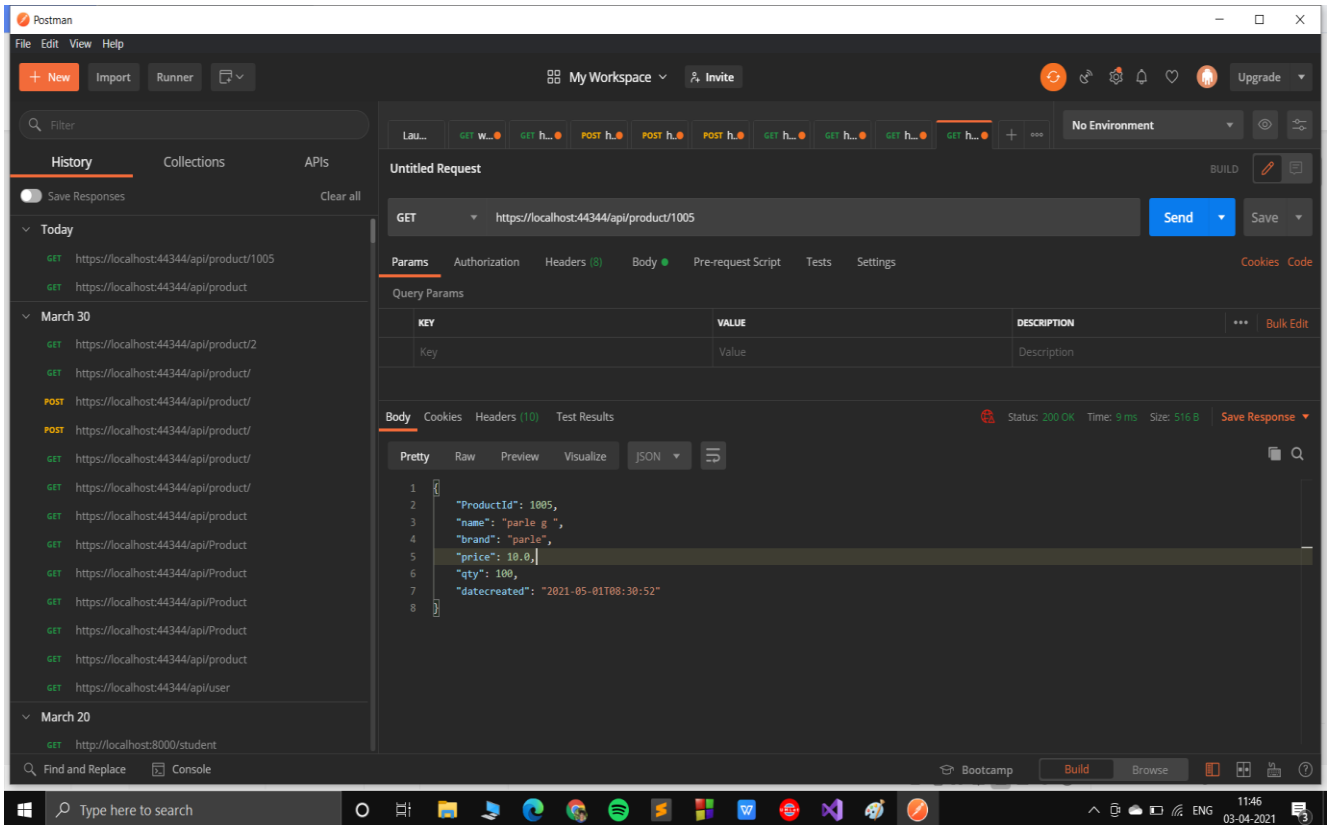 Postman
File Edit View Help
New Import Runner My Workspace Invite Upgrade
Filter
Lau... GET w... GET h... POST h.. POST h.. POST h.. GET h... GET h... GET h... GET h... No Environment
History Collections APIs
Untitled Request BUILD
Save Responses Clear all
GET https://localhost:44344/api/product/1005 Send Save
Today
GET https://localhost:44344/api/product/1005
GET https://localhost:44344/api/product
March 30
GET https://localhost:44344/api/product/2
GET https://localhost:44344/api/product/
POST https://localhost:44344/api/product/
POST https://localhost:44344/api/product/
GET https://localhost:44344/api/product/
GET https://localhost:44344/api/product/
GET https://localhost:44344/api/product
GET https://localhost:44344/api/Product
GET https://localhost:44344/api/Product
GET https://localhost:44344/api/Product
GET https://localhost:44344/api/Product
GET https://localhost:44344/api/product
GET https://localhost:44344/api/user
March 20
GET http://localhost:8000/student
Params Authorization Headers (8) Body Pre-request Script Tests Settings Cookies Code
Query Params
KEY VALUE DESCRIPTION Bulk Edit
Key Value Description
Body Cookies Headers (10) Test Results Status: 200 OK Time: 9 ms Size: 516 B Save Response
Pretty Raw Preview Visualize JSON
1 {
2 "ProductId": 1005,
3 "name": "parle g ",
4 "brand": "parle",
5 "price": 10.0,
6 "qty": 100,
7 "datecreated": "2021-05-01T08:30:52"
8 }
Find and Replace Console Bootcamp Build Browse
Type here to search ENG 11:46
03-04-2021
3